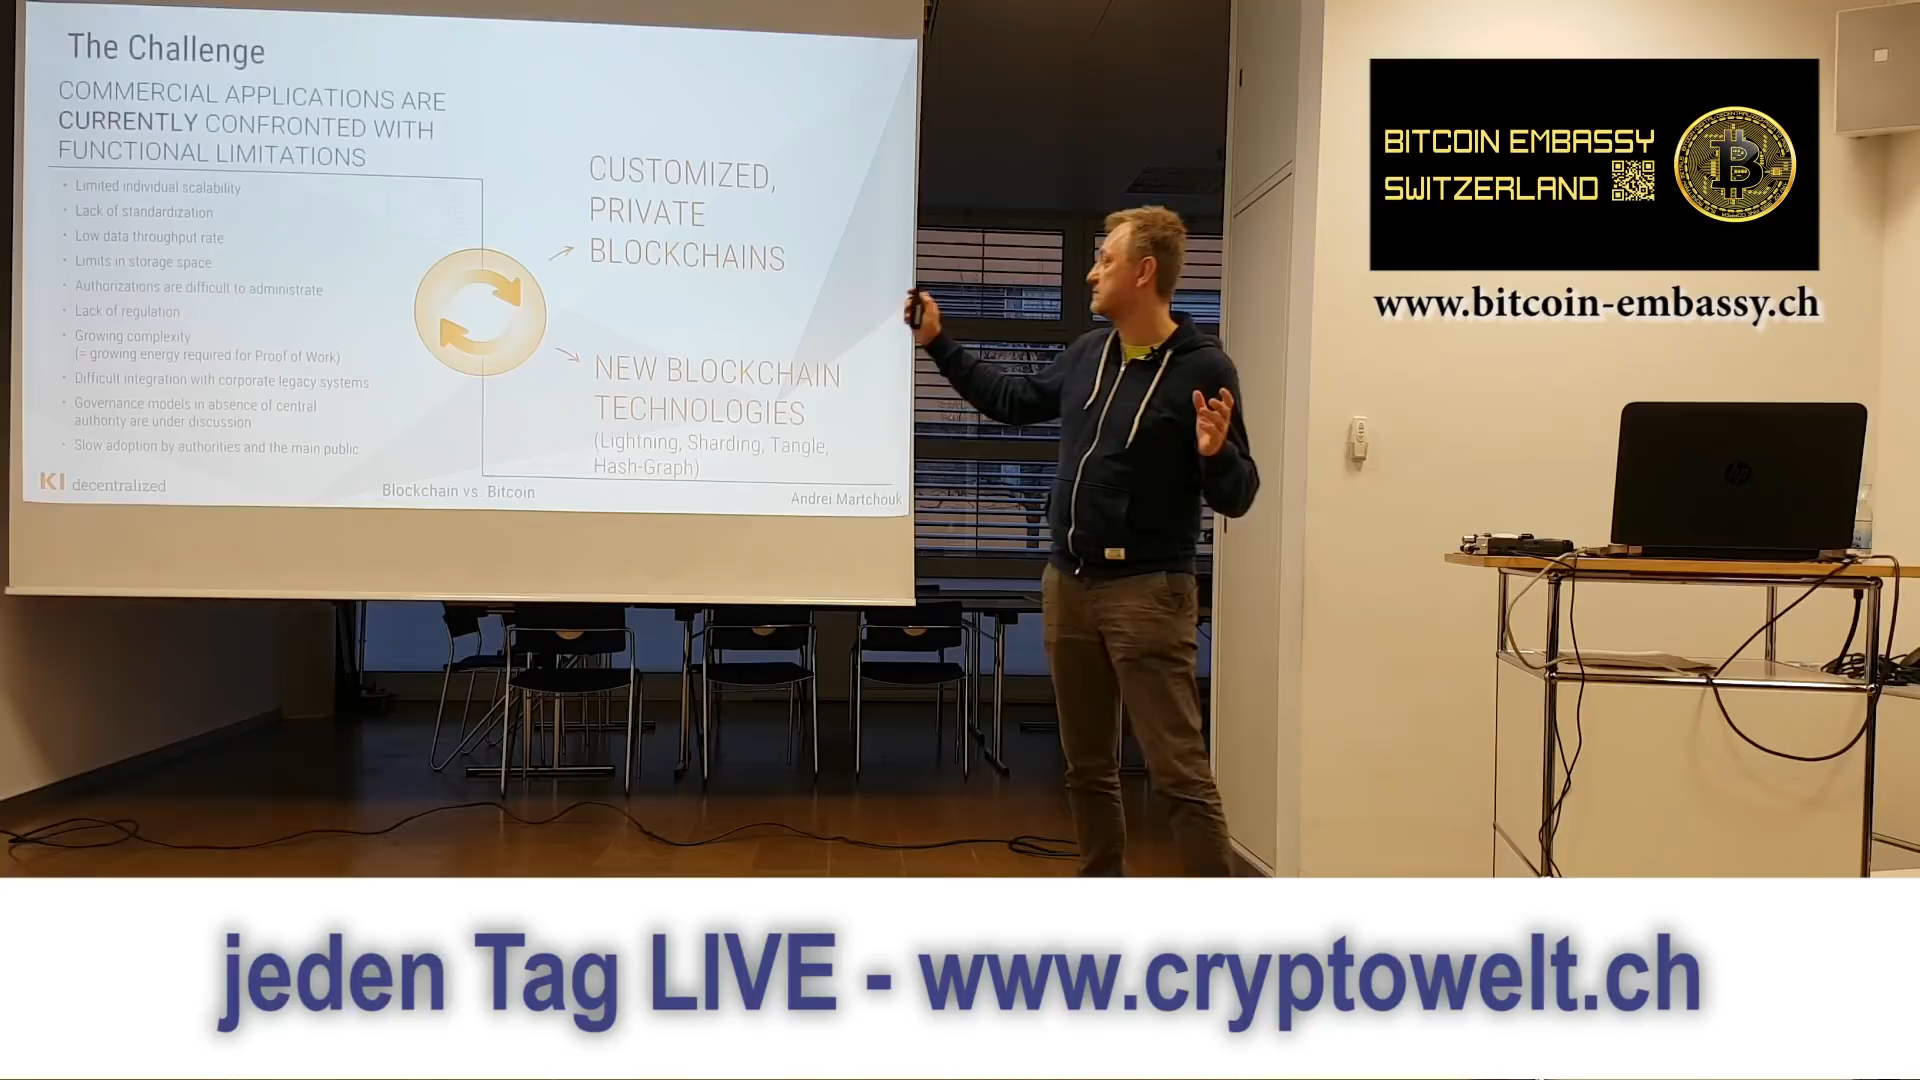 The Challenge
COMMERCIAL APPLICATIONS ARE
CURRENTLY CONFRONTED WITH
FUNCTIONAL LIMITATIONS
• Limited individual scalability
• Lack of standardization
• Low data throughput rate
• Limits in storage space
• Authorizations are difficult to administrate
• Lack of regulation
• Growing complexity
(= growing energy required for Proof of Work)
• Difficult integration with corporate legacy systems
• Governance models in absence of central
authority are under discussion
• Slow adoption by authorities and the main public
CUSTOMIZED,
PRIVATE
BLOCKCHAINS
NEW BLOCKCHAIN
TECHNOLOGIES
(Lightning, Sharding, Tangle,
Hash-Graph)
KI decentralized
Blockchain vs. Bitcoin
Andrei Martchouk
BITCOIN EMBASSY
SWITZERLAND
www.bitcoin-embassy.ch
hp
jeden Tag LIVE - www.cryptowelt.ch